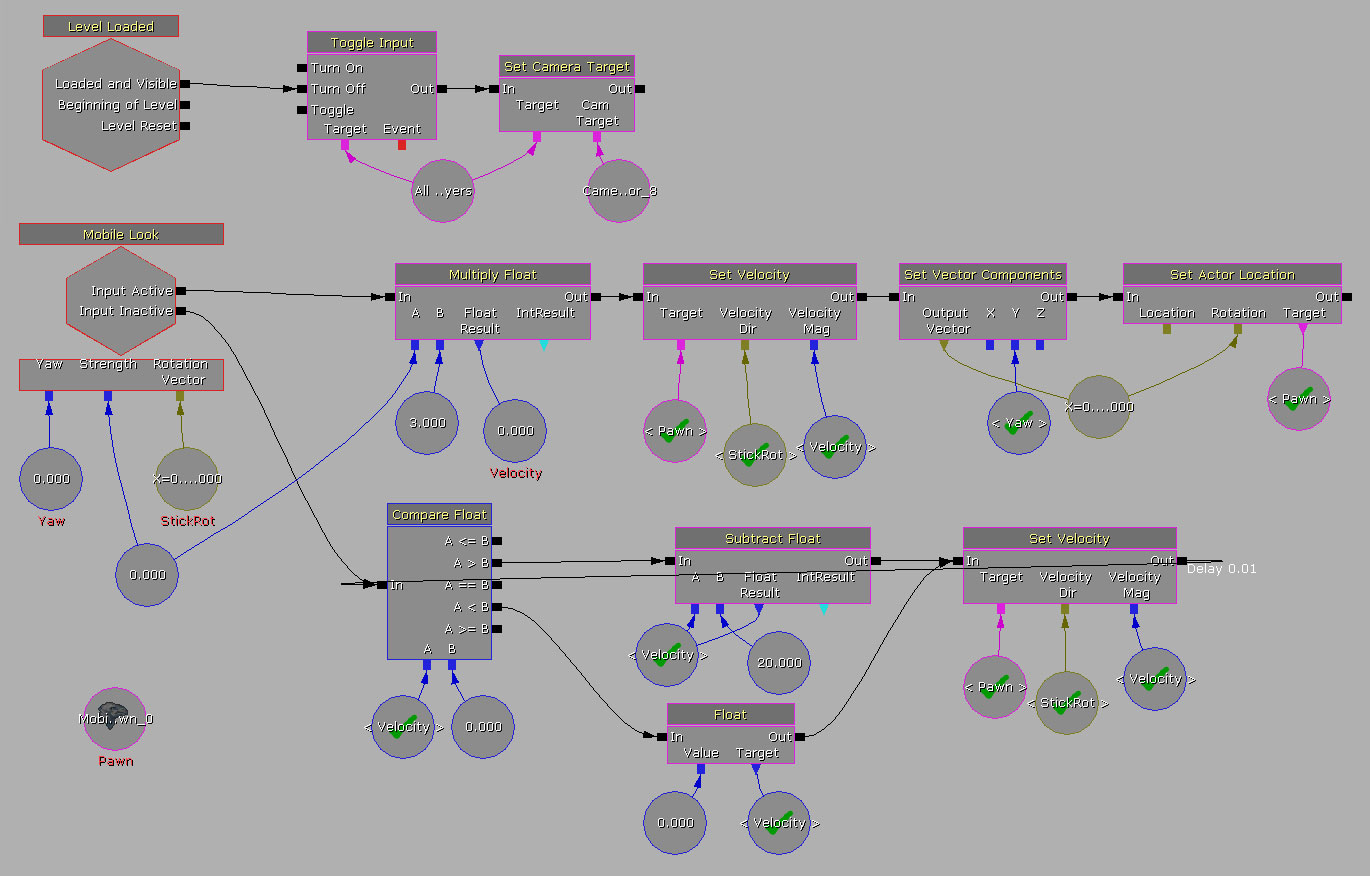 Level Loaded
Loaded and Visible
Beginning of Level
Level Reset
Toggle Input
Turn On
Turn Off
Out
Toggle
Target
Event
Set Camera Target
In
Out
Target
Cam
Target
All ..yers
Came..or_8
Mobile Look
Input Active
Input Inactive
Yaw
Strength
Rotation
Vector
0.000
Yaw
X=0....000
StickRot
0.000
Multiply Float
In
Out
A
B
Float
Result
IntResult
3.000
0.000
Velocity
Set Velocity
In
Out
Target
Velocity
Dir
Velocity
Mag
< Pawn >
< StickRot >
< Velocity >
Set Vector Components
In
Out
Output
Vector
X
Y
Z
< Yaw >
X=0....000
Set Actor Location
In
Out
Location
Rotation
Target
< Pawn >
Compare Float
A <= B
A > B
In
A == B
A < B
A >= B
A
B
< Velocity >
0.000
Subtract Float
In
Out
A
B
Float
Result
IntResult
< Velocity >
20.000
Set Velocity
In
Out
Delay 0.01
Target
Velocity
Dir
Velocity
Mag
< Pawn >
< StickRot >
< Velocity >
Float
In
Out
Value
Target
0.000
< Velocity >
Mobi..wn_0
Pawn